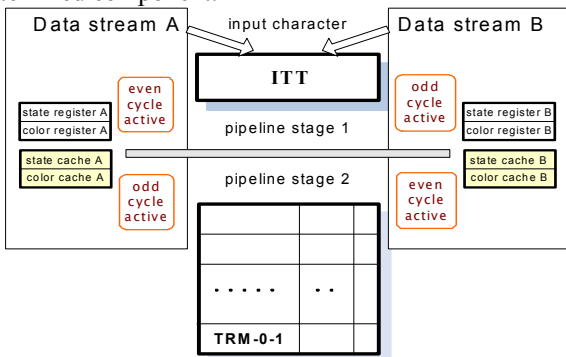 Data stream A
input character
Data stream B
ITT
even
cycle
active
odd
cycle
active
state register A
color register A
state register B
color register B
pipeline stage 1
state cache A
color cache A
state cache B
color cache B
pipeline stage 2
odd
cycle
active
even
cycle
active
. . . . .
. .
TRM-0-1